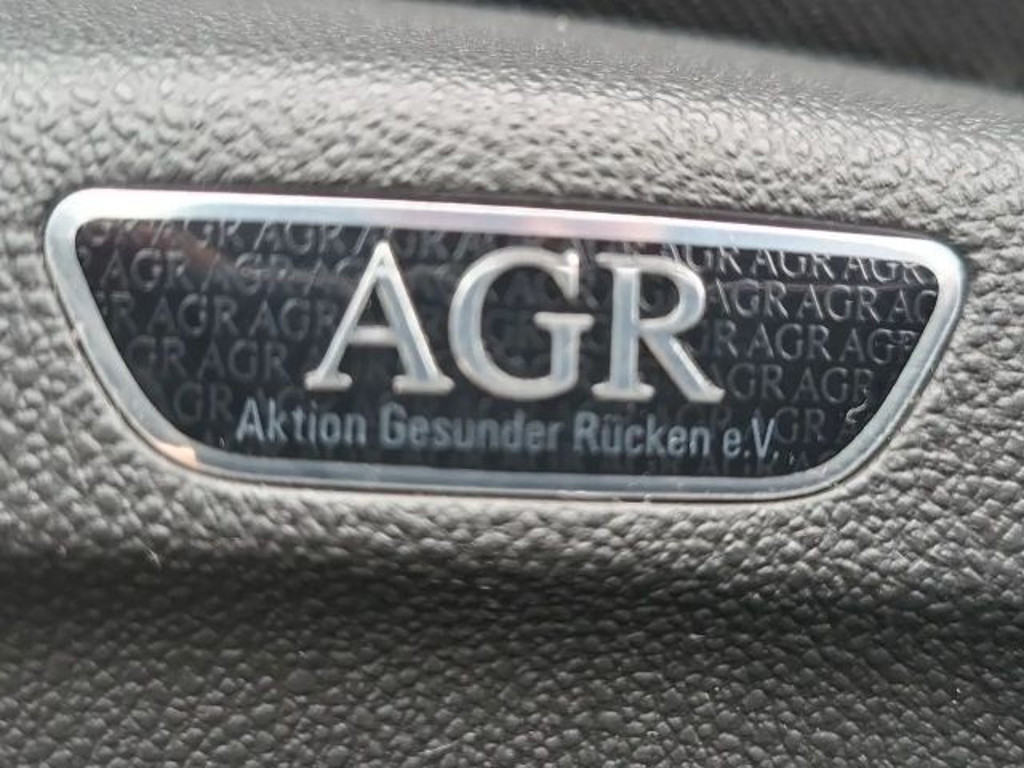 AGR
Aktion Gesunder Rücken e.V.